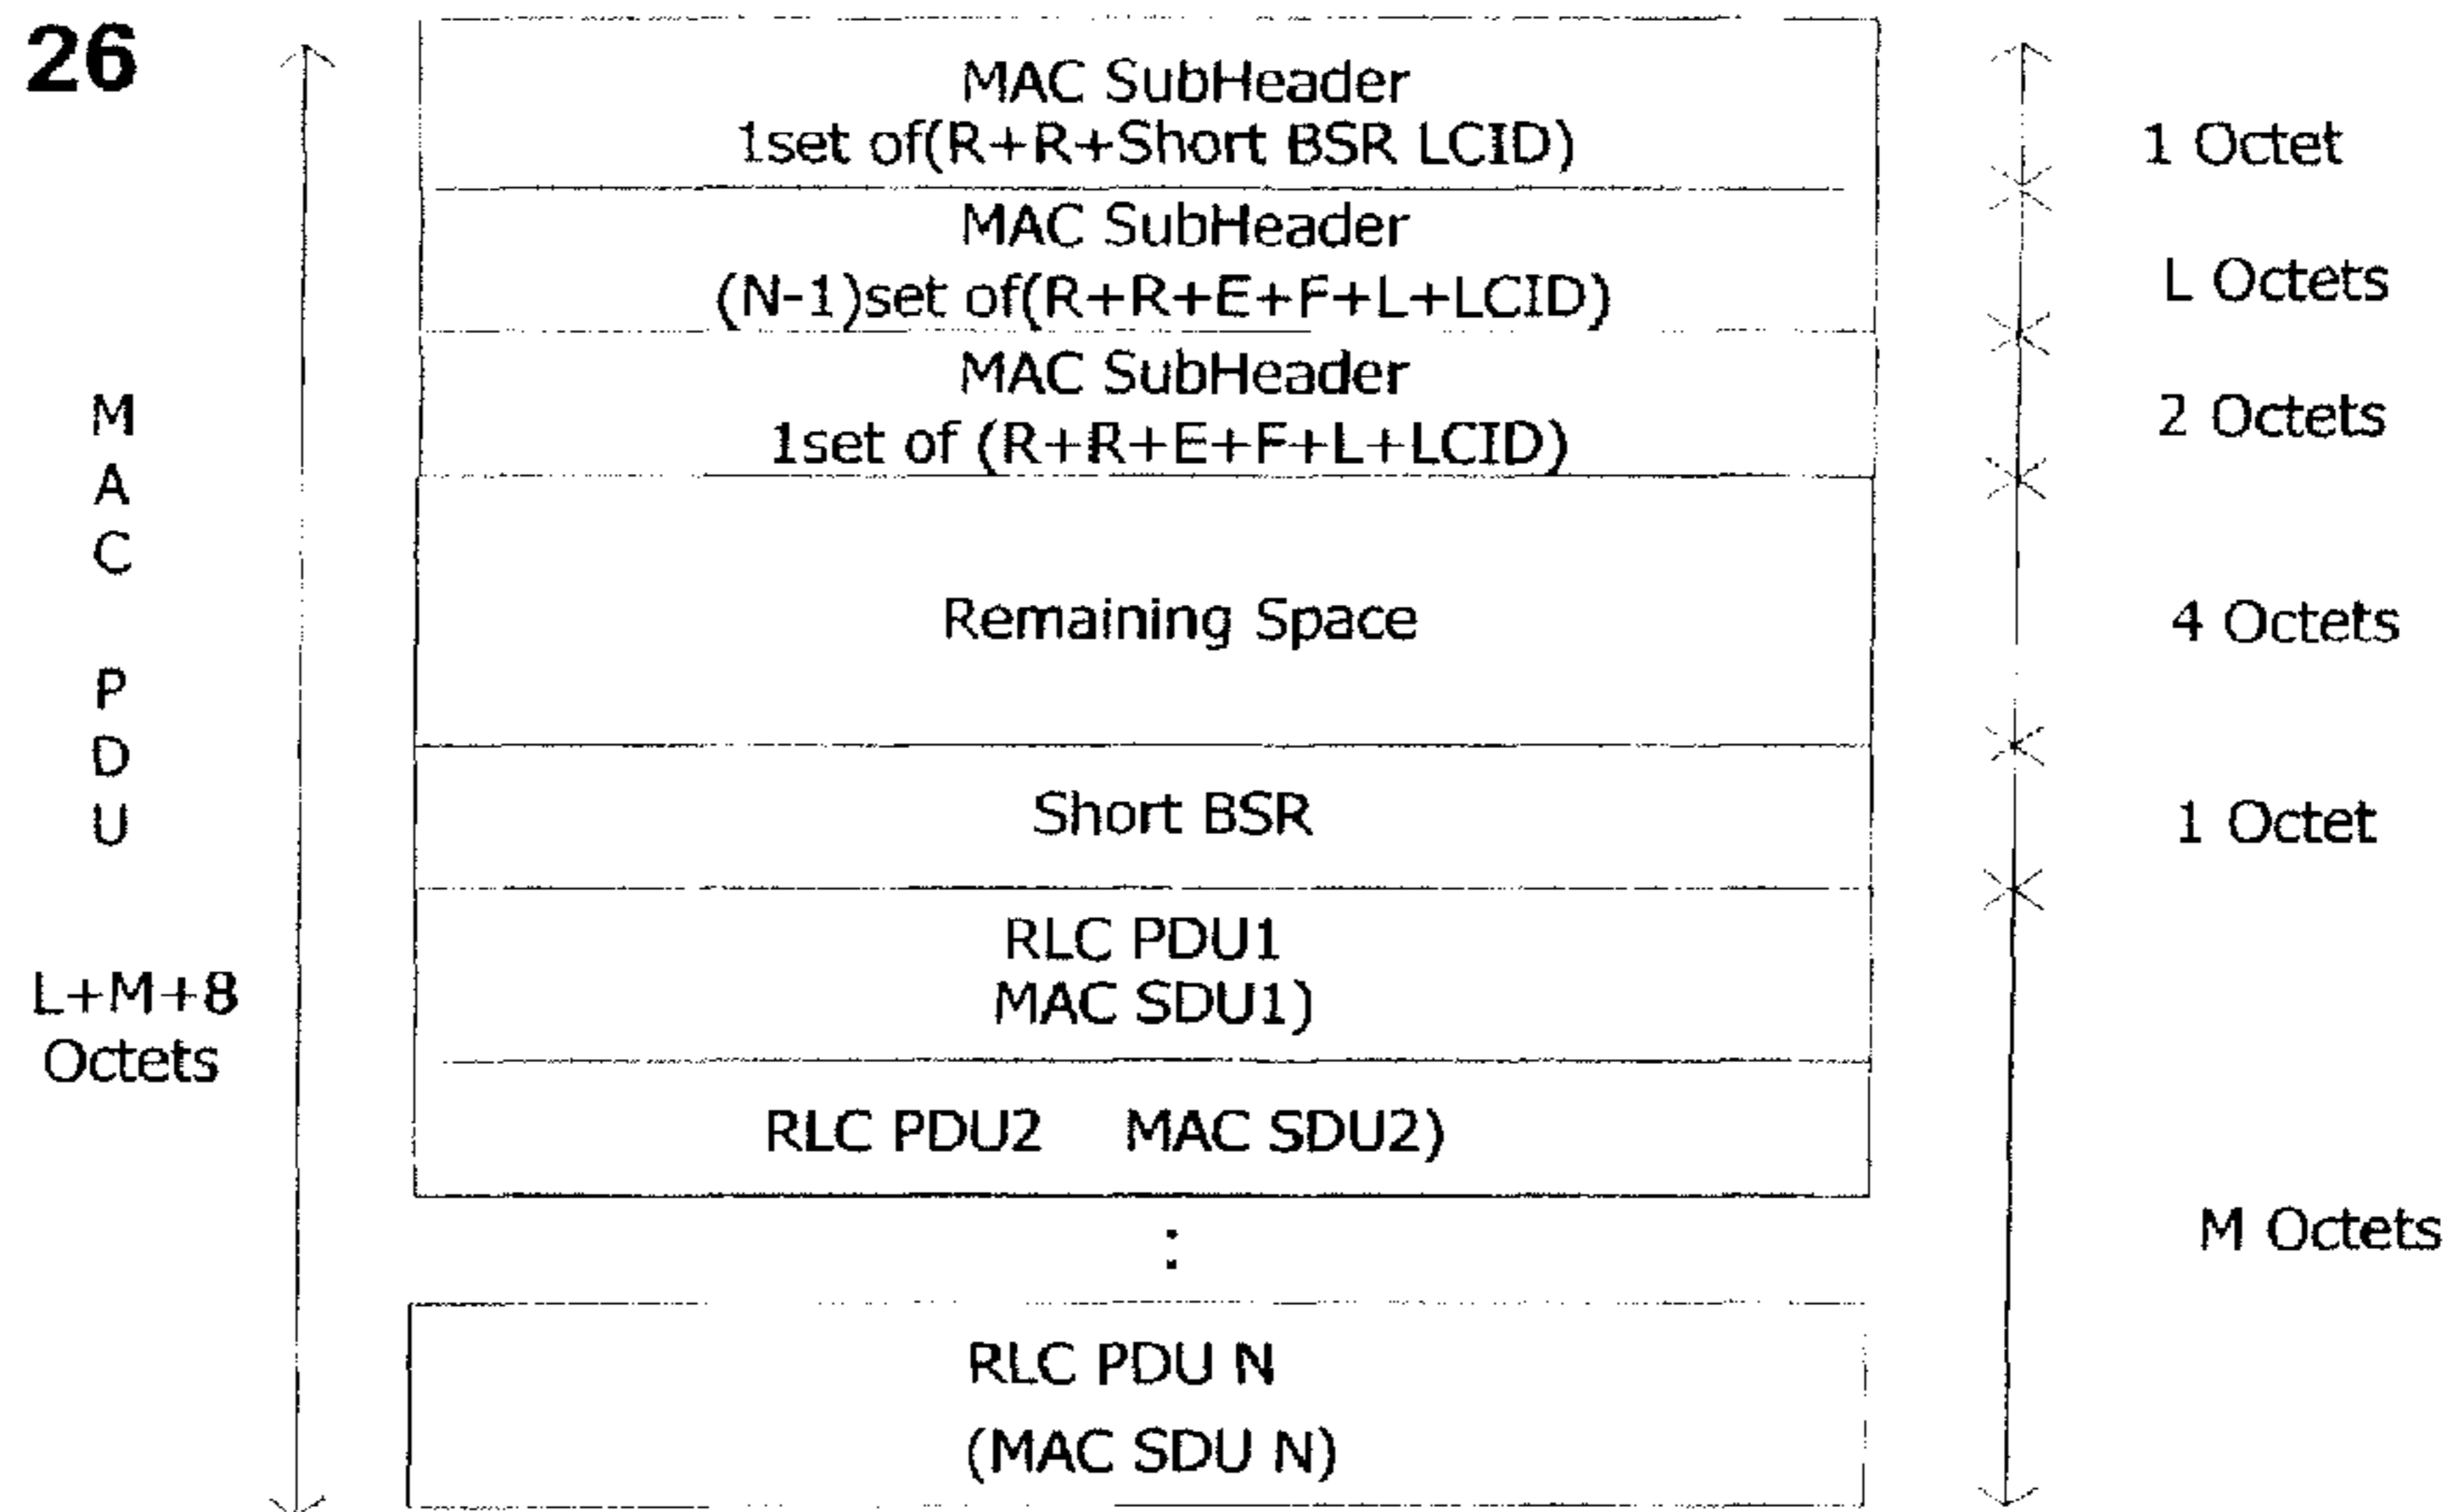 26
MAC SubHeader
1set of(R+R+Short BSR LCID)
1 Octet
MAC SubHeader
(N-1)set of(R+R+E+F+L+LCID)
L Octets
MAC SubHeader
1set of (R+R+E+F+L+LCID)
2 Octets
M
A
C
P
D
U
L+M+8
Octets
Remaining Space
4 Octets
Short BSR
1 Octet
RLC PDU1
MAC SDU1)
RLC PDU2 MAC SDU2)
:
M Octets
RLC PDU N
(MAC SDU N)